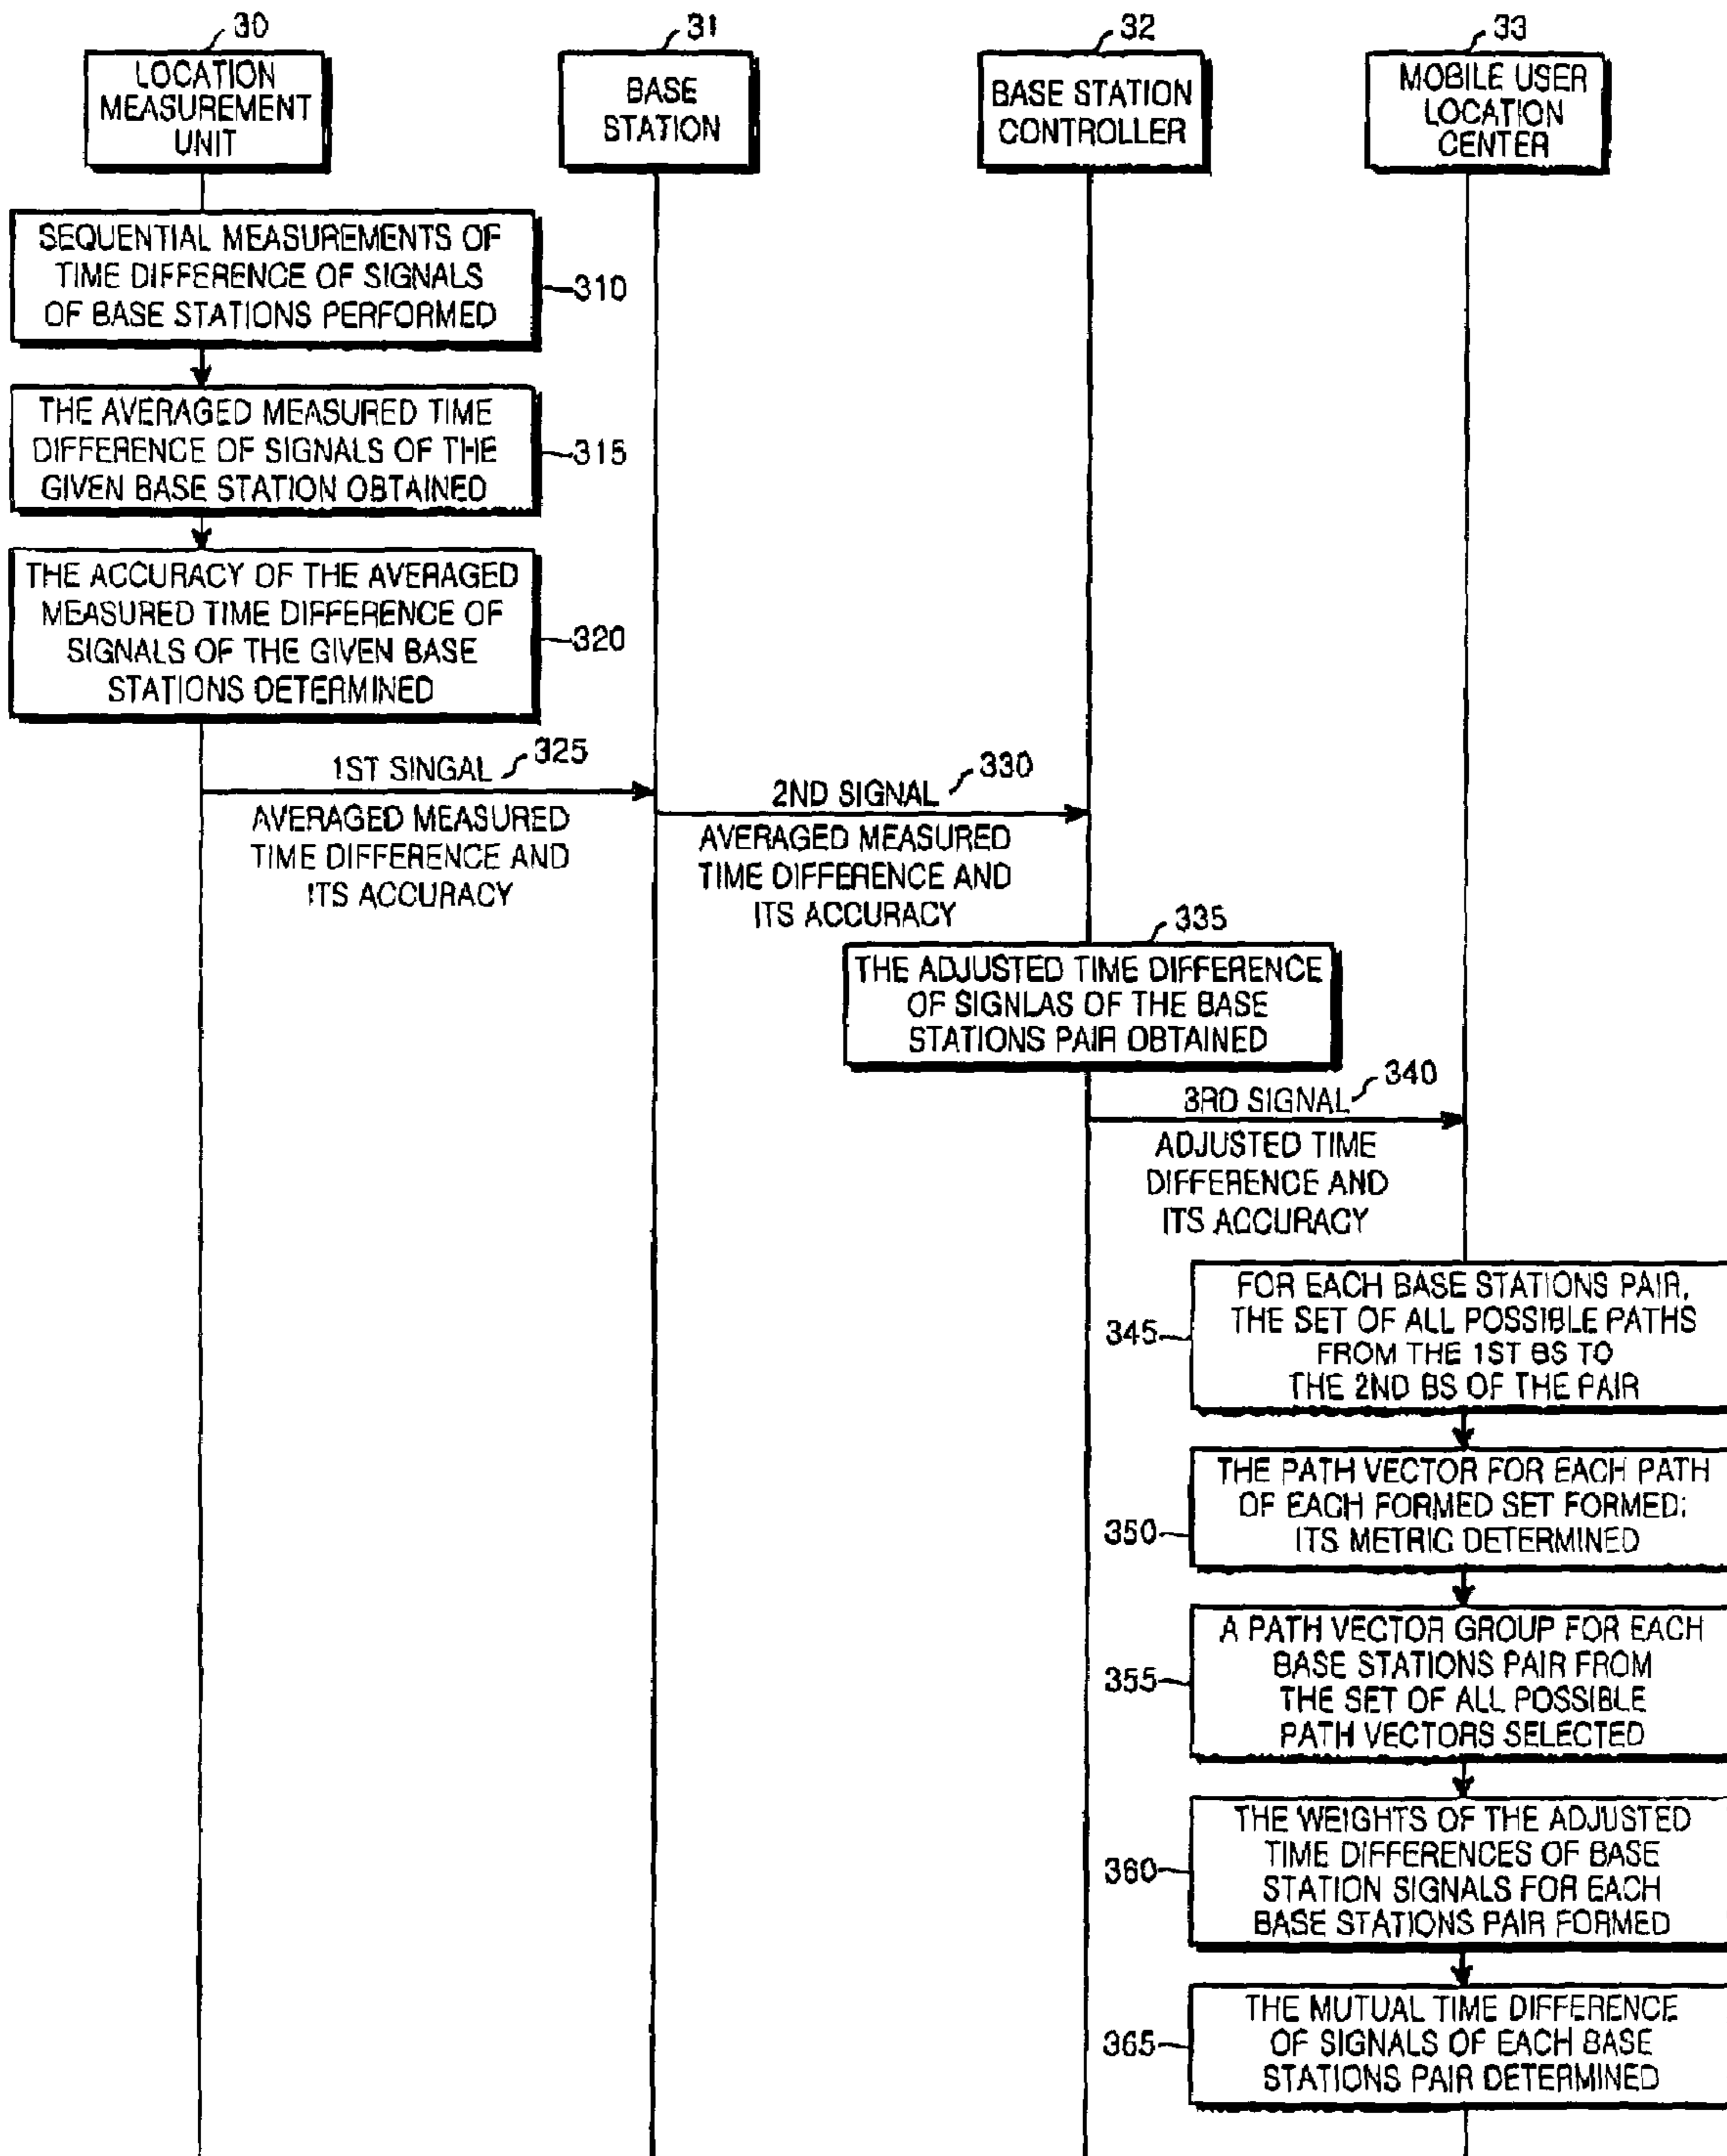 30
LOCATION
MEASUREMENT
UNIT
31
BASE
STATION
32
BASE STATION
CONTROLLER
33
MOBILE USER
LOCATION
CENTER
SEQUENTIAL MEASUREMENTS OF
TIME DIFFERENCE OF SIGNALS
OF BASE STATIONS PERFORMED
310
THE AVERAGED MEASURED TIME
DIFFERENCE OF SIGNALS OF THE
GIVEN BASE STATION OBTAINED
315
THE ACCURACY OF THE AVERAGED
MEASURED TIME DIFFERENCE OF
SIGNALS OF THE GIVEN BASE
STATIONS DETERMINED
320
1ST SINGAL
325
AVERAGED MEASURED
TIME DIFFERENCE AND
ITS ACCURACY
2ND SIGNAL
330
AVERAGED MEASURED
TIME DIFFERENCE AND
ITS ACCURACY
335
THE ADJUSTED TIME DIFFERENCE
OF SIGNLAS OF THE BASE
STATIONS PAIR OBTAINED
3RD SIGNAL
340
ADJUSTED TIME
DIFFERENCE AND
ITS ACCURACY
345
FOR EACH BASE STATIONS PAIR,
THE SET OF ALL POSSIBLE PATHS
FROM THE 1ST BS TO
THE 2ND BS OF THE PAIR
350
THE PATH VECTOR FOR EACH PATH
OF EACH FORMED SET FORMED;
ITS METRIC DETERMINED
355
A PATH VECTOR GROUP FOR EACH
BASE STATIONS PAIR FROM
THE SET OF ALL POSSIBLE
PATH VECTORS SELECTED
360
THE WEIGHTS OF THE ADJUSTED
TIME DIFFERENCES OF BASE
STATION SIGNALS FOR EACH
BASE STATIONS PAIR FORMED
365
THE MUTUAL TIME DIFFERENCE
OF SIGNALS OF EACH BASE
STATIONS PAIR DETERMINED